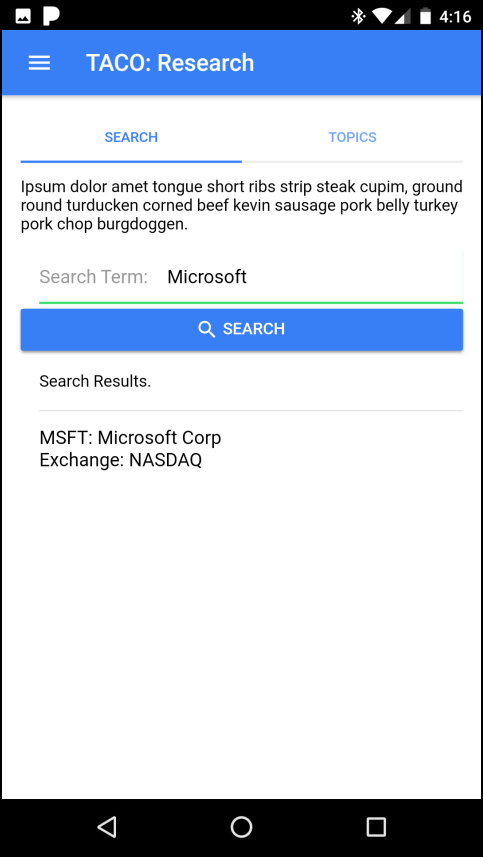 4:16
TACO: Research
SEARCH TOPICS
Ipsum dolor amet tongue short ribs strip steak cupim, ground
round turducken corned beef kevin sausage pork belly turkey
pork chop burgdoggen.
Search Term: Microsoft
SEARCH
Search Results.
MSFT: Microsoft Corp
Exchange: NASDAQ